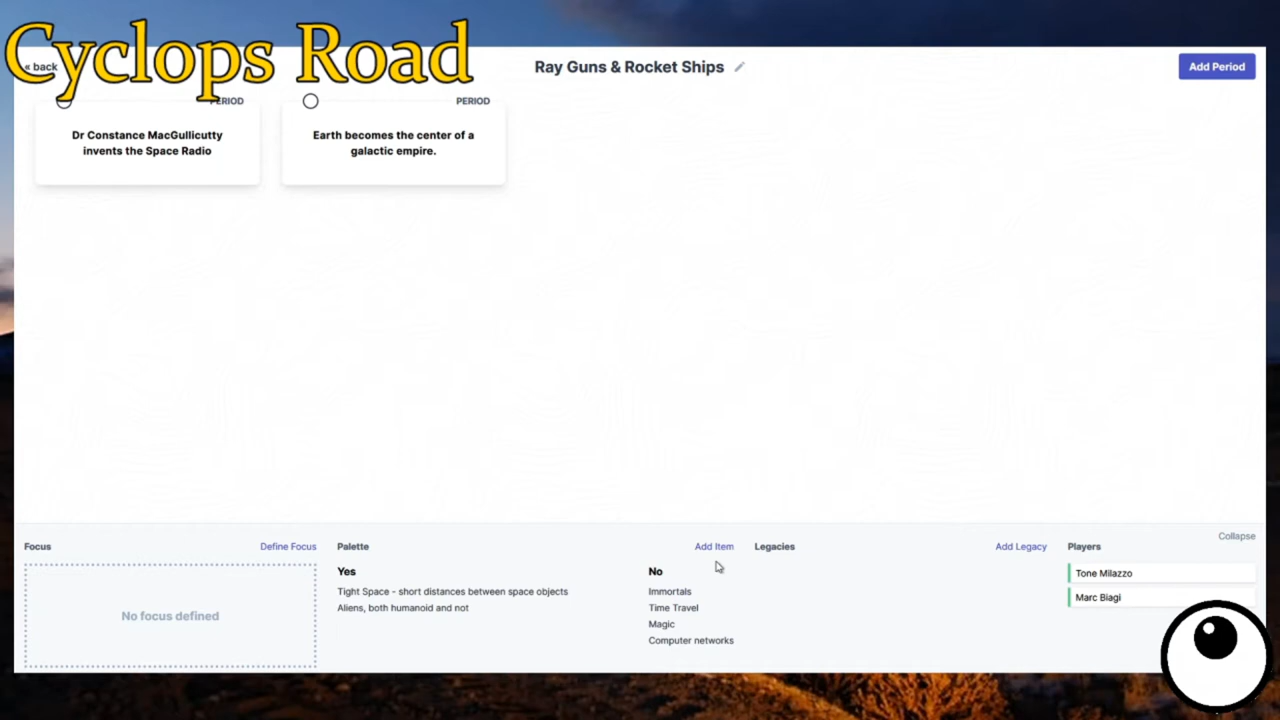 Cyclops Road
« back
Ray Guns & Rocket Ships
Add Period
PERIOD
Dr Constance MacGullicutty
invents the Space Radio
PERIOD
Earth becomes the center of a
galactic empire.
Collapse
Focus
Define Focus
No focus defined
Palette
Add Item
Yes
Tight Space - short distances between space objects
Aliens, both humanoid and not
No
Immortals
Time Travel
Magic
Computer networks
Legacies
Add Legacy
Players
Tone Milazzo
Marc Biagi